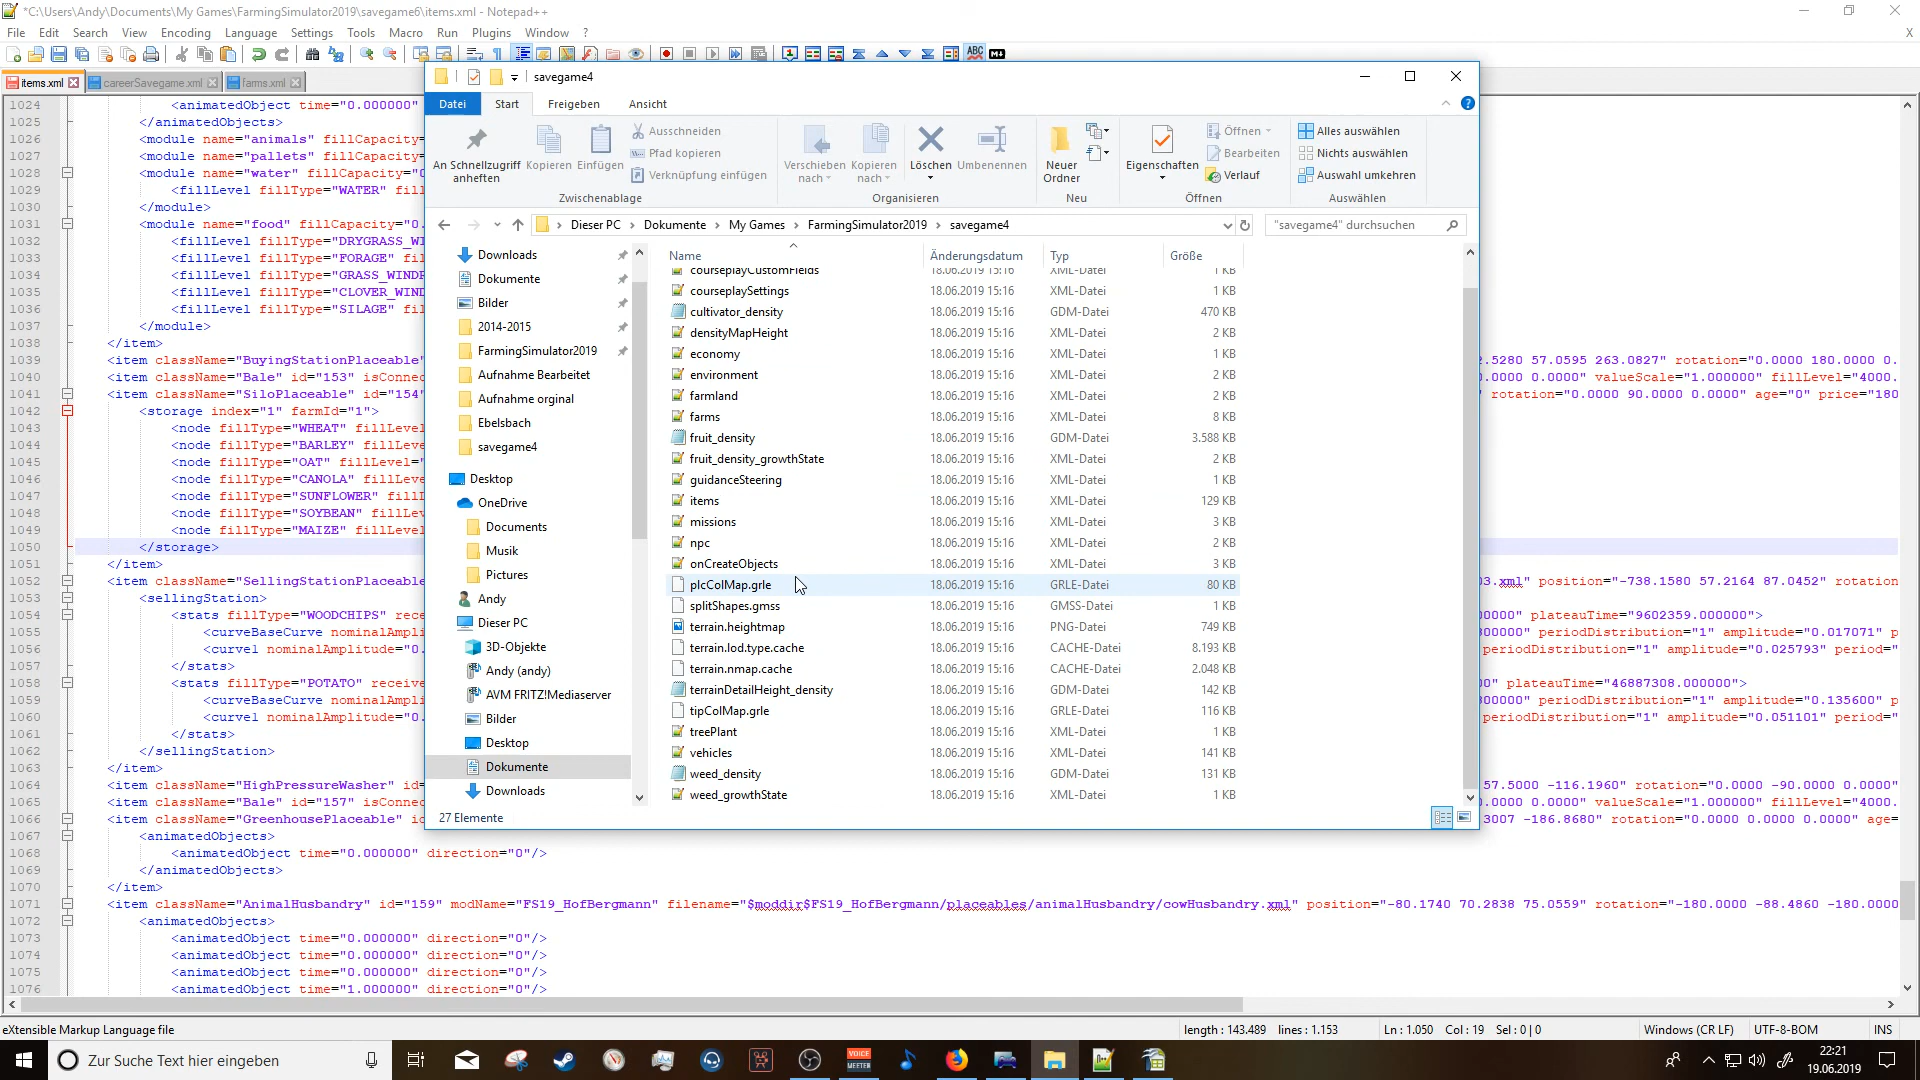 *C:\Users\Andy\Documents\My Games\FarmingSimulator2019\savegame6\items.xml - Notepad++
File Edit Search View Encoding Language Settings Tools Macro Run Plugins Window ? X
items.xml careerSavegame.xml farms.xml
savegame4
Datei Start Freigeben Ansicht
An Schnellzugriff anheften
Kopieren
Einfügen
Ausschneiden
Pfad kopieren
Verknüpfung einfügen
Zwischenablage
Verschieben nach
Kopieren nach
Löschen
Umbenennen
Organisieren
Neuer Ordner
Neu
Eigenschaften
Öffnen
Bearbeiten
Verlauf
Öffnen
Alles auswählen
Nichts auswählen
Auswahl umkehren
Auswählen
Dieser PC > Dokumente > My Games > FarmingSimulator2019 > savegame4
"savegame4" durchsuchen
Downloads
Dokumente
Bilder
2014-2015
FarmingSimulator2019
Aufnahme Bearbeitet
Aufnahme orginal
Ebelsbach
savegame4
Desktop
OneDrive
Documents
Musik
Pictures
Andy
Dieser PC
3D-Objekte
Andy (andy)
AVM FRITZ!Mediaserver
Bilder
Desktop
Dokumente
Downloads
Name Änderungsdatum Typ Größe
courseplayCustomFields 18.06.2019 15:16 XML-Datei 1 KB
courseplaySettings 18.06.2019 15:16 XML-Datei 1 KB
cultivator_density 18.06.2019 15:16 GDM-Datei 470 KB
densityMapHeight 18.06.2019 15:16 XML-Datei 2 KB
economy 18.06.2019 15:16 XML-Datei 1 KB
environment 18.06.2019 15:16 XML-Datei 2 KB
farmland 18.06.2019 15:16 XML-Datei 2 KB
farms 18.06.2019 15:16 XML-Datei 8 KB
fruit_density 18.06.2019 15:16 GDM-Datei 3.588 KB
fruit_density_growthState 18.06.2019 15:16 XML-Datei 2 KB
guidanceSteering 18.06.2019 15:16 XML-Datei 1 KB
items 18.06.2019 15:16 XML-Datei 129 KB
missions 18.06.2019 15:16 XML-Datei 3 KB
npc 18.06.2019 15:16 XML-Datei 2 KB
onCreateObjects 18.06.2019 15:16 XML-Datei 3 KB
plcColMap.grle 18.06.2019 15:16 GRLE-Datei 80 KB
splitShapes.gmss 18.06.2019 15:16 GMSS-Datei 1 KB
terrain.heightmap 18.06.2019 15:16 PNG-Datei 749 KB
terrain.lod.type.cache 18.06.2019 15:16 CACHE-Datei 8.193 KB
terrain.nmap.cache 18.06.2019 15:16 CACHE-Datei 2.048 KB
terrainDetailHeight_density 18.06.2019 15:16 GDM-Datei 142 KB
tipColMap.grle 18.06.2019 15:16 GRLE-Datei 116 KB
treePlant 18.06.2019 15:16 XML-Datei 1 KB
vehicles 18.06.2019 15:16 XML-Datei 141 KB
weed_density 18.06.2019 15:16 GDM-Datei 131 KB
weed_growthState 18.06.2019 15:16 XML-Datei 1 KB
27 Elemente
1024 <animatedObject time="0.000000"
1025 </animatedObjects>
1026 <module name="animals" fillCapacity=
1027 <module name="pallets" fillCapacity=
1028 <module name="water" fillCapacity="0
1029 <fillLevel fillType="WATER" fil
1030 </module>
1031 <module name="food" fillCapacity="0.
1032 <fillLevel fillType="DRYGRASS_WI
1033 <fillLevel fillType="FORAGE" fil
1034 <fillLevel fillType="GRASS_WINDR
1035 <fillLevel fillType="CLOVER_WIND
1036 <fillLevel fillType="SILAGE" fil
1037 </module>
1038 </item>
1039 <item className="BuyingStationPlaceable" 2.5280 57.0595 263.0827" rotation="0.0000 180.0000 0.
1040 <item className="Bale" id="153" isConnec 0.0000 0.0000" valueScale="1.000000" fillLevel="4000.
1041 <item className="SiloPlaceable" id="154" rotation="0.0000 90.0000 0.0000" age="0" price="180
1042 <storage index="1" farmId="1">
1043 <node fillType="WHEAT" fillLevel
1044 <node fillType="BARLEY" fillLeve
1045 <node fillType="OAT" fillLevel="
1046 <node fillType="CANOLA" fillLeve
1047 <node fillType="SUNFLOWER" fillI
1048 <node fillType="SOYBEAN" fillLev
1049 <node fillType="MAIZE" fillLevel
1050 </storage>
1051 </item>
1052 <item className="SellingStationPlaceable 03.xml" position="-738.1580 57.2164 87.0452" rotation
1053 <sellingStation>
1054 <stats fillType="WOODCHIPS" rece 00000" plateauTime="9602359.000000">
1055 <curveBaseCurve nominalAmpli 800000" periodDistribution="1" amplitude="0.017071" p
1056 <curve1 nominalAmplitude="0. periodDistribution="1" amplitude="0.025793" period="
1057 </stats>
1058 <stats fillType="POTATO" receive 00" plateauTime="46887308.000000">
1059 <curveBaseCurve nominalAmpli 800000" periodDistribution="1" amplitude="0.135600" p
1060 <curve1 nominalAmplitude="0. periodDistribution="1" amplitude="0.051101" period="
1061 </stats>
1062 </sellingStation>
1063 </item>
1064 <item className="HighPressureWasher" id= 57.5000 -116.1960" rotation="0.0000 -90.0000 0.0000"
1065 <item className="Bale" id="157" isConnec 0.0000 0.0000" valueScale="1.000000" fillLevel="4000.
1066 <item className="GreenhousePlaceable" id 3007 -186.8680" rotation="0.0000 0.0000 0.0000" age=
1067 <animatedObjects>
1068 <animatedObject time="0.000000" direction="0"/>
1069 </animatedObjects>
1070 </item>
1071 <item className="AnimalHusbandry" id="159" modName="FS19_HofBergmann" filename="$moddir$FS19_HofBergmann/placeables/animalHusbandry/cowHusbandry.xml" position="-80.1740 70.2838 75.0559" rotation="-180.0000 -88.4860 -180.0000
1072 <animatedObjects>
1073 <animatedObject time="0.000000" direction="0"/>
1074 <animatedObject time="0.000000" direction="0"/>
1075 <animatedObject time="0.000000" direction="0"/>
1076 <animatedObject time="1.000000" direction="0"/>
eXtensible Markup Language file length : 143.489 lines : 1.153 Ln : 1.050 Col : 19 Sel : 0 | 0 Windows (CR LF) UTF-8-BOM INS
Zur Suche Text hier eingeben
VOICE MEETER
22:21
19.06.2019